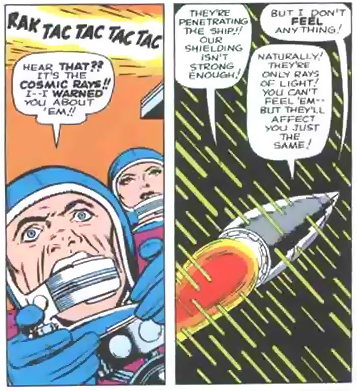 RAK TAC TAC TAC TAC
HEAR THAT??
IT'S THE
COSMIC RAYS!!
I--I WARNED
YOU ABOUT
'EM!!
THEY'RE
PENETRATING
THE SHIP!!
OUR
SHIELDING
ISN'T
STRONG
ENOUGH!
BUT I DON'T
FEEL
ANYTHING!
NATURALLY!
THEY'RE
ONLY RAYS
OF LIGHT!
YOU CAN'T
FEEL 'EM--
BUT THEY'LL
AFFECT
YOU JUST
THE
SAME!